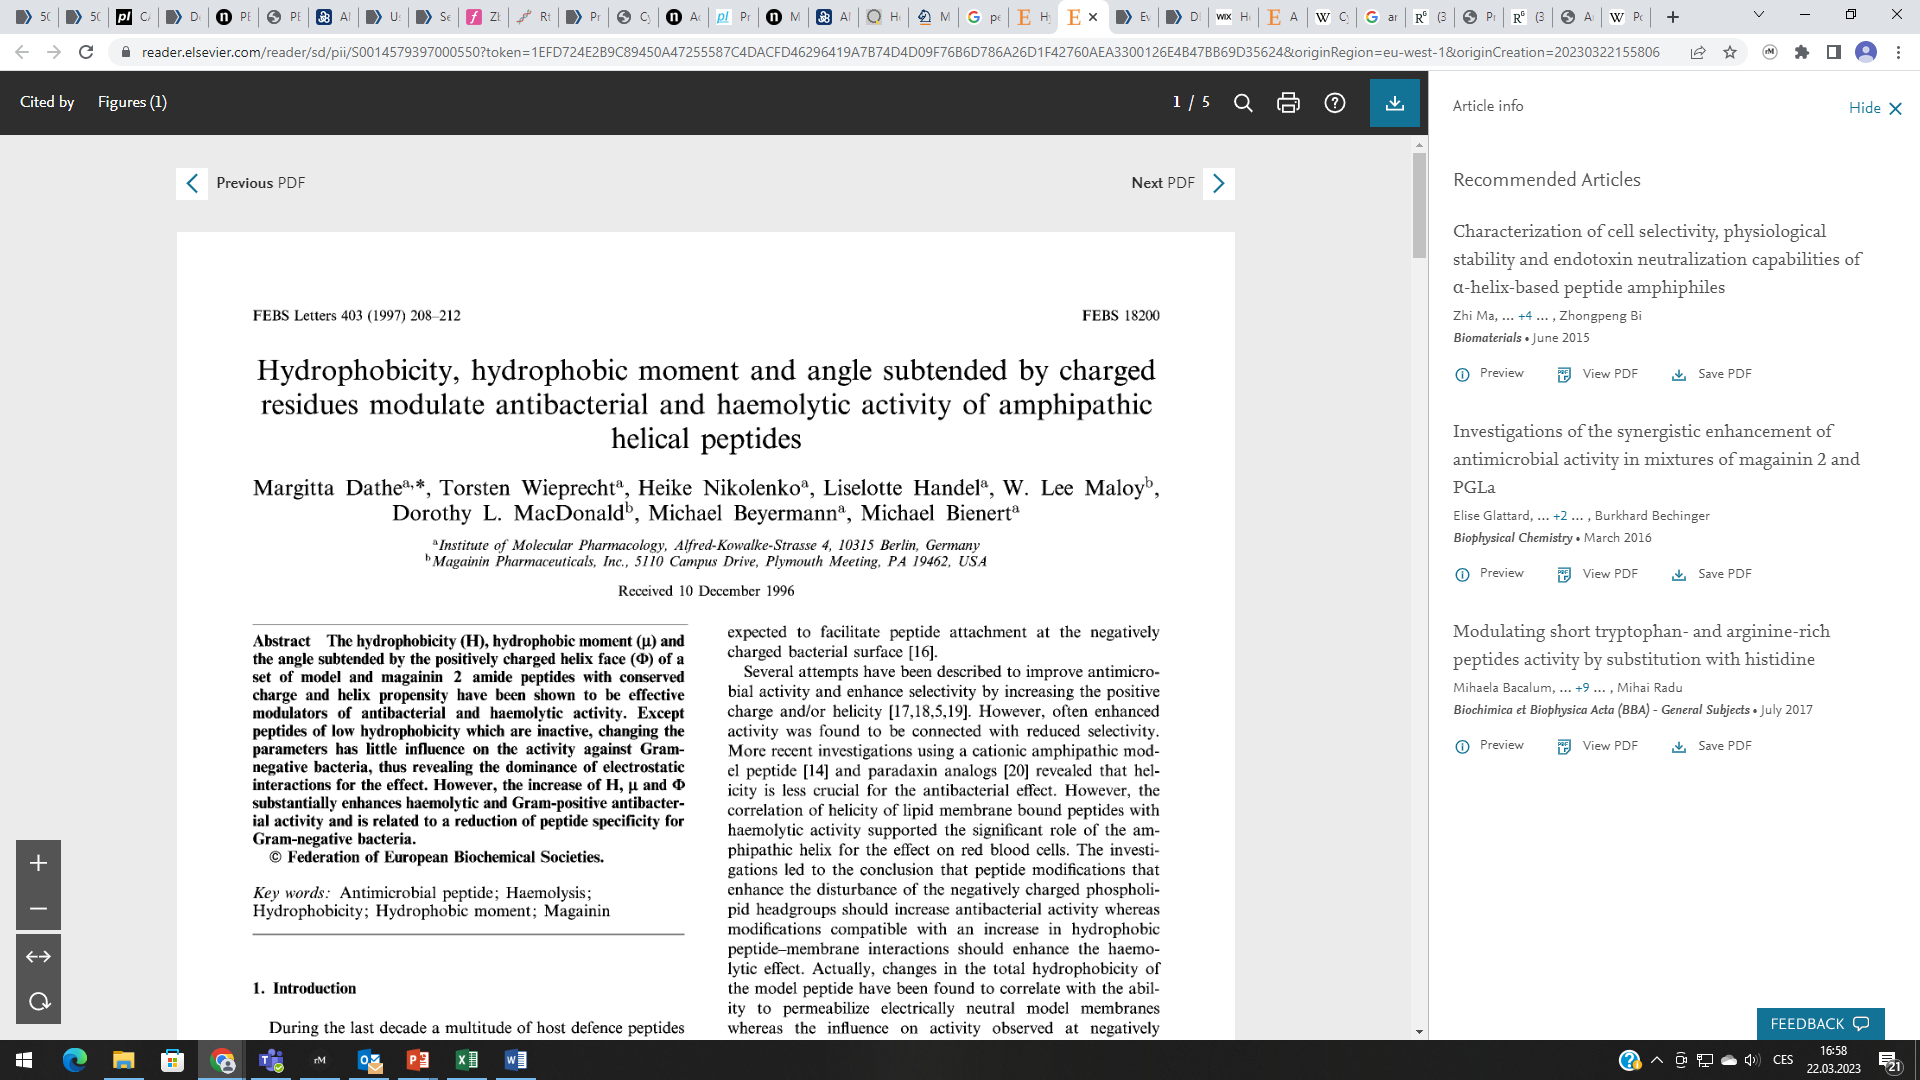 reader.elsevier.com/reader/sd/pii/S0014579397000550?token=1EFD724E2B9C89450A47255587C4DACFD46296419A7B74D4D09F76B6D786A26D1F42760AEA3300126E4B47BB69D35624&originRegion=eu-west-1&originCreation=20230322155806
Cited by Figures (1)
1 / 5
Previous PDF
Next PDF
FEBS Letters 403 (1997) 208–212
FEBS 18200
Hydrophobicity, hydrophobic moment and angle subtended by charged
residues modulate antibacterial and haemolytic activity of amphipathic
helical peptides
Margitta Datheᵃ,*, Torsten Wieprechtᵃ, Heike Nikolenkoᵃ, Liselotte Handelᵃ, W. Lee Maloyᵇ,
Dorothy L. MacDonaldᵇ, Michael Beyermannᵃ, Michael Bienertᵃ
ᵃInstitute of Molecular Pharmacology, Alfred-Kowalke-Strasse 4, 10315 Berlin, Germany
ᵇMagainin Pharmaceuticals, Inc., 5110 Campus Drive, Plymouth Meeting, PA 19462, USA
Received 10 December 1996
Abstract The hydrophobicity (H), hydrophobic moment (μ) and
the angle subtended by the positively charged helix face (Φ) of a
set of model and magainin 2 amide peptides with conserved
charge and helix propensity have been shown to be effective
modulators of antibacterial and haemolytic activity. Except
peptides of low hydrophobicity which are inactive, changing the
parameters has little influence on the activity against Gram-
negative bacteria, thus revealing the dominance of electrostatic
interactions for the effect. However, the increase of H, μ and Φ
substantially enhances haemolytic and Gram-positive antibacter-
ial activity and is related to a reduction of peptide specificity for
Gram-negative bacteria.
© Federation of European Biochemical Societies.
Key words: Antimicrobial peptide; Haemolysis;
Hydrophobicity; Hydrophobic moment; Magainin
1. Introduction
During the last decade a multitude of host defence peptides
expected to facilitate peptide attachment at the negatively
charged bacterial surface [16].
Several attempts have been described to improve antimicro-
bial activity and enhance selectivity by increasing the positive
charge and/or helicity [17,18,5,19]. However, often enhanced
activity was found to be connected with reduced selectivity.
More recent investigations using a cationic amphipathic mod-
el peptide [14] and paradaxin analogs [20] revealed that hel-
icity is less crucial for the antibacterial effect. However, the
correlation of helicity of lipid membrane bound peptides with
haemolytic activity supported the significant role of the am-
phipathic helix for the effect on red blood cells. The investi-
gations led to the conclusion that peptide modifications that
enhance the disturbance of the negatively charged phospholi-
pid headgroups should increase antibacterial activity whereas
modifications compatible with an increase in hydrophobic
peptide–membrane interactions should enhance the haemo-
lytic effect. Actually, changes in the total hydrophobicity of
the model peptide have been found to correlate with the abil-
ity to permeabilize electrically neutral model membranes
whereas the influence on activity observed at negatively
Article info
Hide
Recommended Articles
Characterization of cell selectivity, physiological
stability and endotoxin neutralization capabilities of
α-helix-based peptide amphiphiles
Zhi Ma, ... +4 ... , Zhongpeng Bi
Biomaterials • June 2015
Preview View PDF Save PDF
Investigations of the synergistic enhancement of
antimicrobial activity in mixtures of magainin 2 and
PGLa
Elise Glattard, ... +2 ... , Burkhard Bechinger
Biophysical Chemistry • March 2016
Preview View PDF Save PDF
Modulating short tryptophan- and arginine-rich
peptides activity by substitution with histidine
Mihaela Bacalum, ... +9 ... , Mihai Radu
Biochimica et Biophysica Acta (BBA) - General Subjects • July 2017
Preview View PDF Save PDF
FEEDBACK
CES
16:58
22.03.2023
21